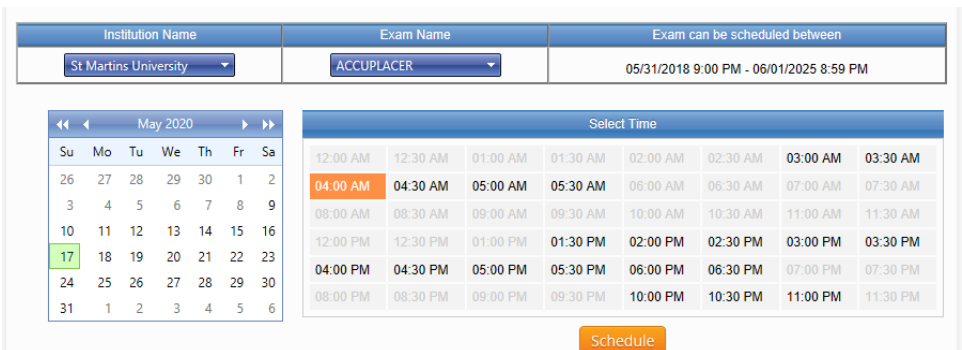 Institution Name Exam Name Exam can be scheduled between
St Martins University ACCUPLACER 05/31/2018 9:00 PM - 06/01/2025 8:59 PM
May 2020
Su Mo Tu We Th Fr Sa
26 27 28 29 30 1 2
3 4 5 6 7 8 9
10 11 12 13 14 15 16
17 18 19 20 21 22 23
24 25 26 27 28 29 30
31 1 2 3 4 5 6
Select Time
12:00 AM 12:30 AM 01:00 AM 01:30 AM 02:00 AM 02:30 AM 03:00 AM 03:30 AM
04:00 AM 04:30 AM 05:00 AM 05:30 AM 06:00 AM 06:30 AM 07:00 AM 07:30 AM
08:00 AM 08:30 AM 09:00 AM 09:30 AM 10:00 AM 10:30 AM 11:00 AM 11:30 AM
12:00 PM 12:30 PM 01:00 PM 01:30 PM 02:00 PM 02:30 PM 03:00 PM 03:30 PM
04:00 PM 04:30 PM 05:00 PM 05:30 PM 06:00 PM 06:30 PM 07:00 PM 07:30 PM
08:00 PM 08:30 PM 09:00 PM 09:30 PM 10:00 PM 10:30 PM 11:00 PM 11:30 PM
Schedule